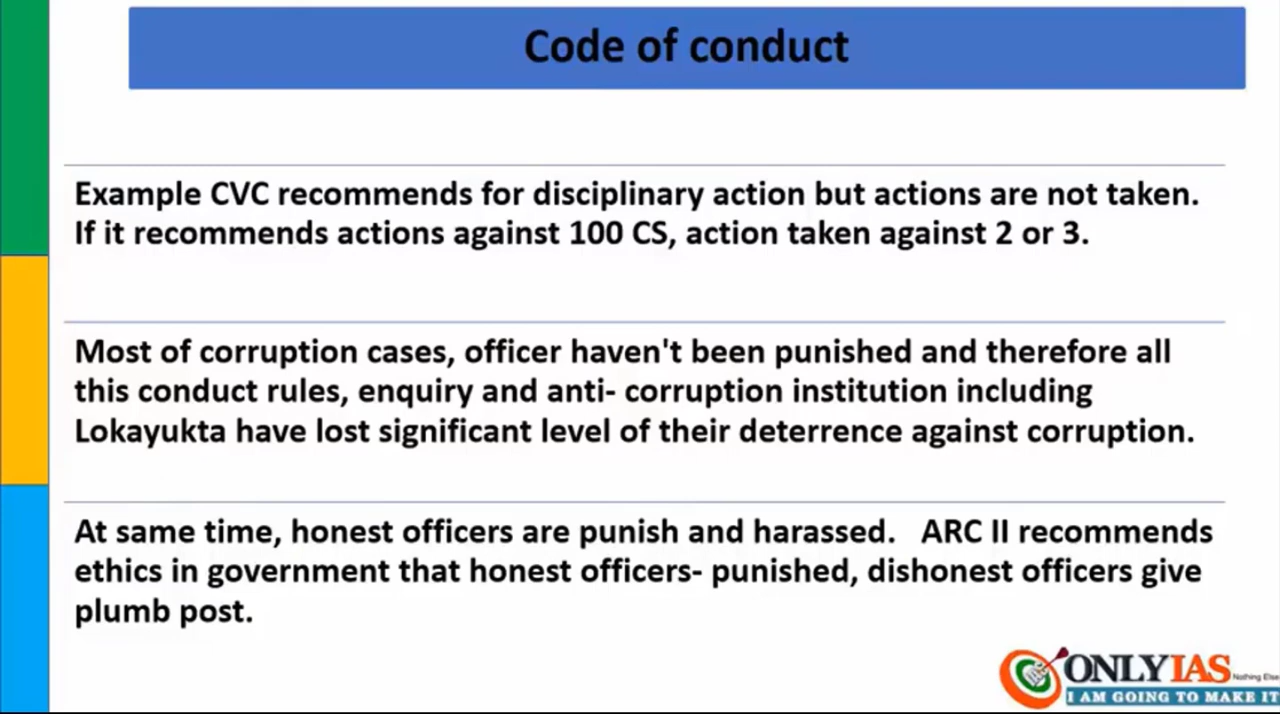 Code of conduct
Example CVC recommends for disciplinary action but actions are not taken.
If it recommends actions against 100 CS, action taken against 2 or 3.
Most of corruption cases, officer haven't been punished and therefore all
this conduct rules, enquiry and anti- corruption institution including
Lokayukta have lost significant level of their deterrence against corruption.
At same time, honest officers are punish and harassed. ARC II recommends
ethics in government that honest officers- punished, dishonest officers give
plumb post.
ONLYIAS
Nothing Else
I AM GOING TO MAKE IT